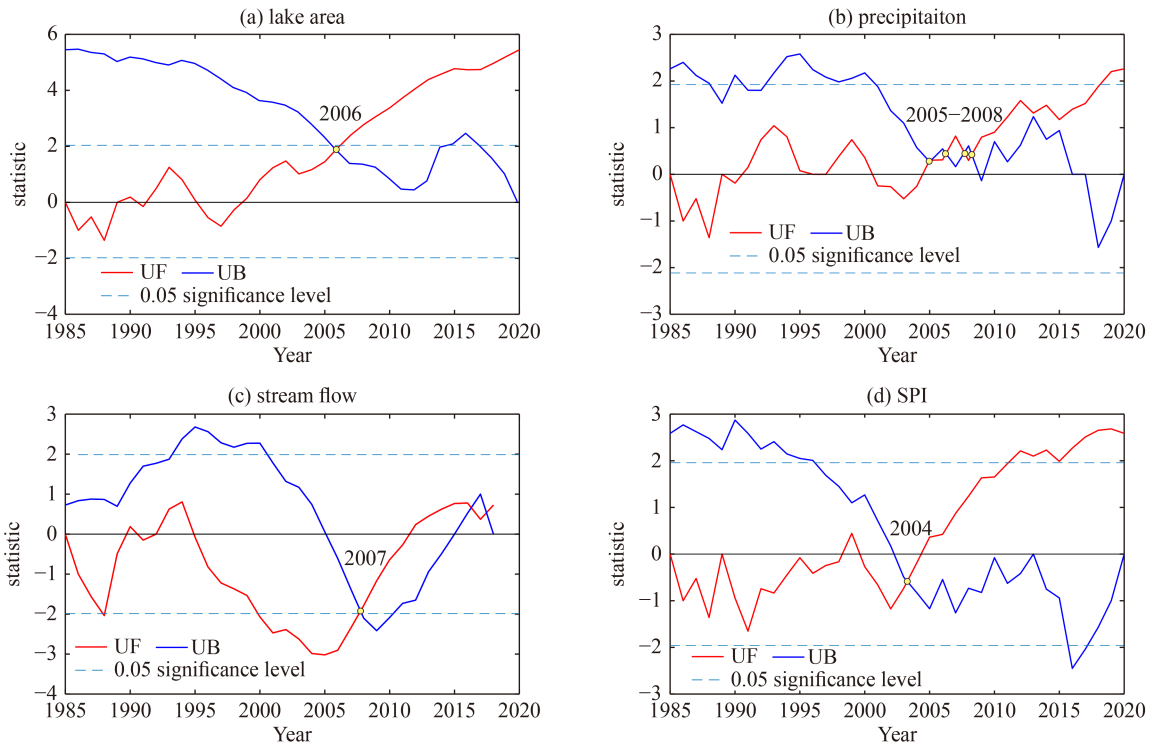 (a) lake area
6
4
2
0
−2
−4
statistic
2006
UF UB
0.05 significance level
1985 1990 1995 2000 2005 2010 2015 2020
Year
(b) precipitaiton
3
2
1
0
−1
−2
−3
statistic
2005−2008
UF UB
0.05 significance level
1985 1990 1995 2000 2005 2010 2015 2020
Year
(c) stream flow
3
2
1
0
−1
−2
−3
−4
statistic
2007
UF UB
0.05 significance level
1985 1990 1995 2000 2005 2010 2015 2020
Year
(d) SPI
3
2
1
0
−1
−2
−3
statistic
2004
UF UB
0.05 significance level
1985 1990 1995 2000 2005 2010 2015 2020
Year